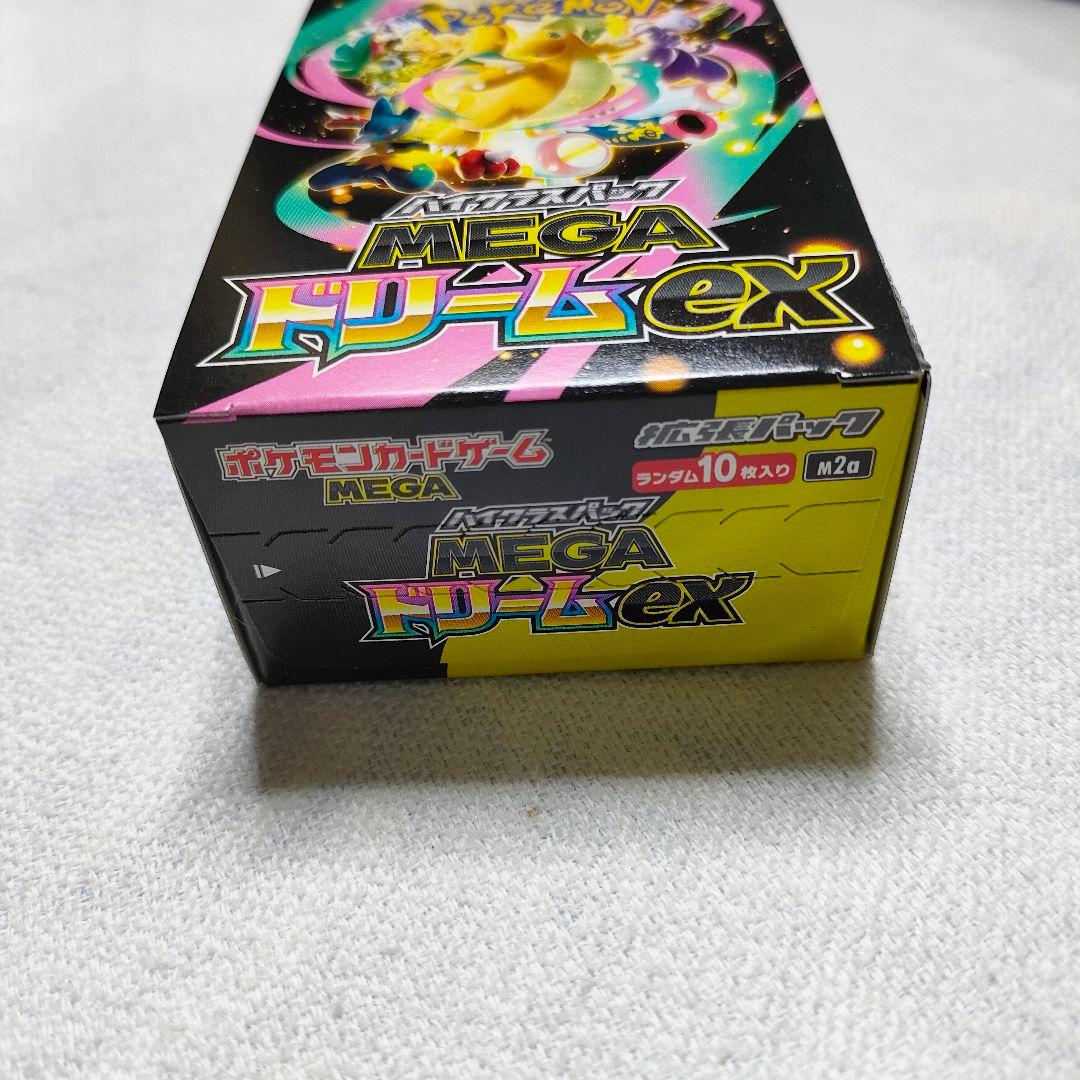 POKÉMON
ハイクラスパック
MEGA
ドリームex
ポケモンカードゲーム
MEGA
拡張パック
ランダム10枚入り
M2a
ハイクラスパック
MEGA
ドリームex